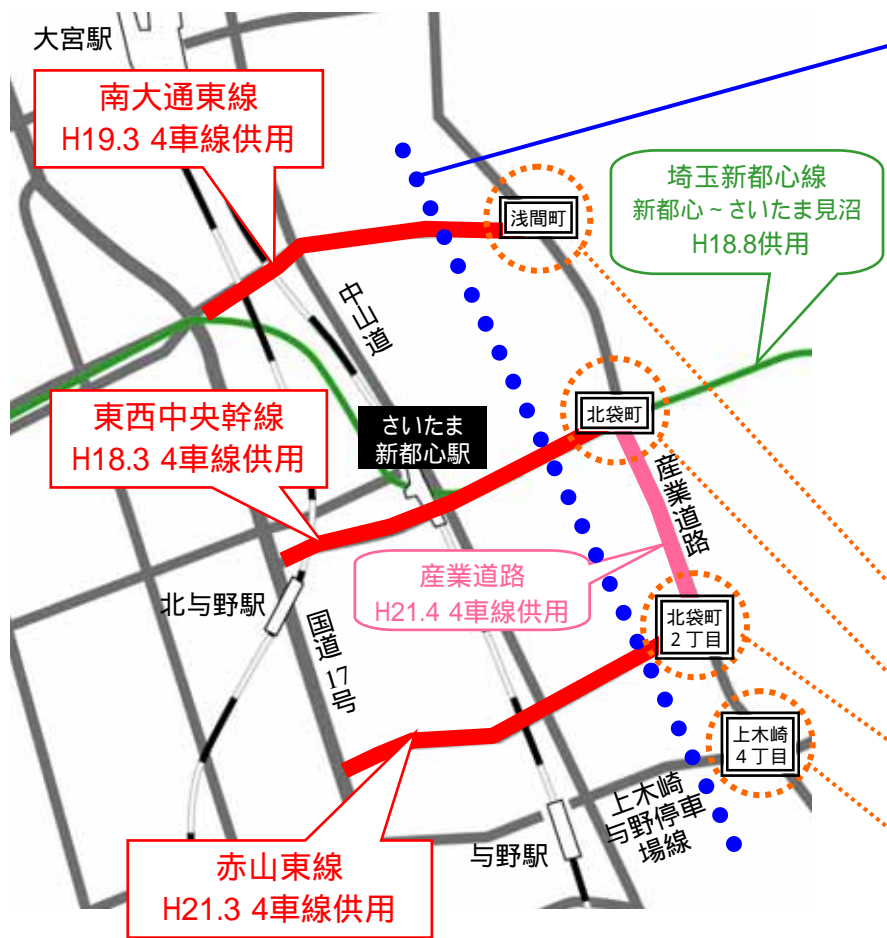 大宮駅
南大通東線
H19.3 4車線供用
浅間町
埼玉新都心線
新都心~さいたま見沼
H18.8供用
中山道
東西中央幹線
H18.3 4車線供用
さいたま
新都心駅
北袋町
産業道路
産業道路
H21.4 4車線供用
北与野駅
国道17号
北袋町
2丁目
上木崎
4丁目
上木崎
与野停車
場線
与野駅
赤山東線
H21.3 4車線供用